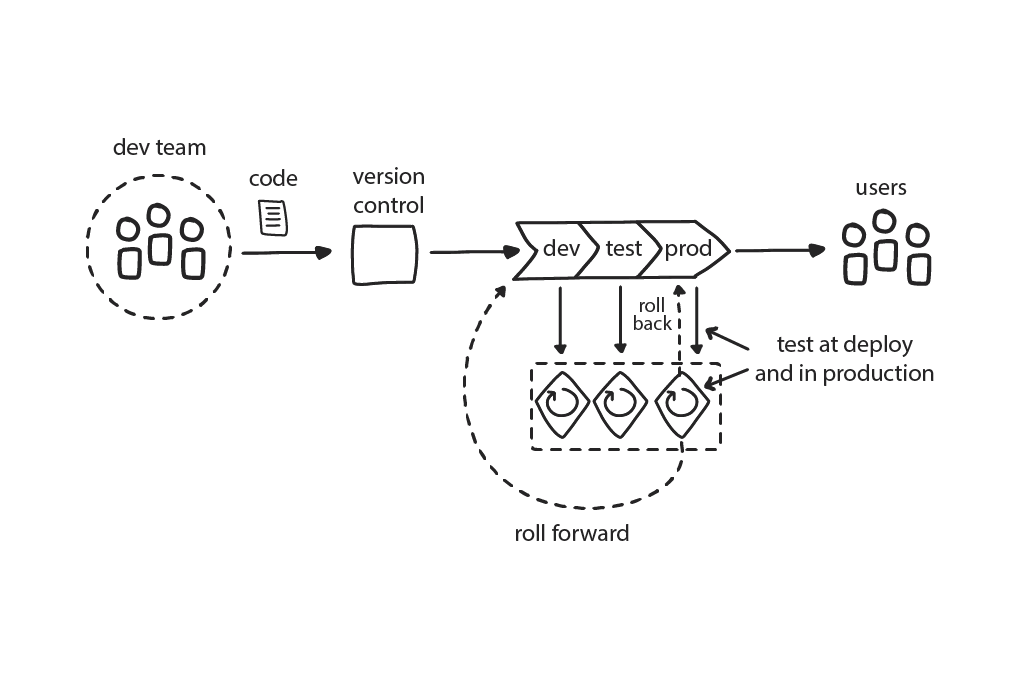 dev team
code
version
control
dev
test
prod
users
roll
back
test at deploy
and in production
roll forward